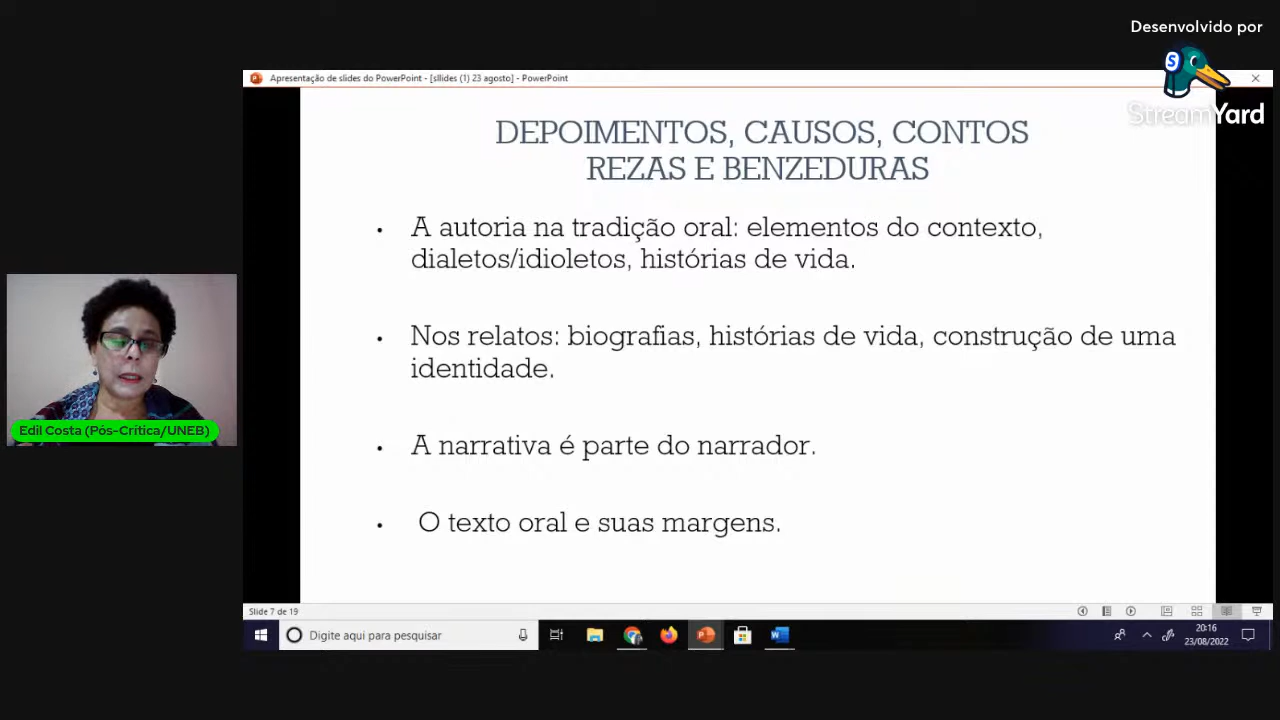 Desenvolvido por
StreamYard
Apresentação de slides do PowerPoint - [sllides (1) 23 agosto] - PowerPoint
DEPOIMENTOS, CAUSOS, CONTOS
REZAS E BENZEDURAS
• A autoria na tradição oral: elementos do contexto,
dialetos/idioletos, histórias de vida.
• Nos relatos: biografias, histórias de vida, construção de uma
identidade.
• A narrativa é parte do narrador.
• O texto oral e suas margens.
Edil Costa (Pós-Crítica/UNEB)
Slide 7 de 19
Digite aqui para pesquisar
20:16
23/08/2022